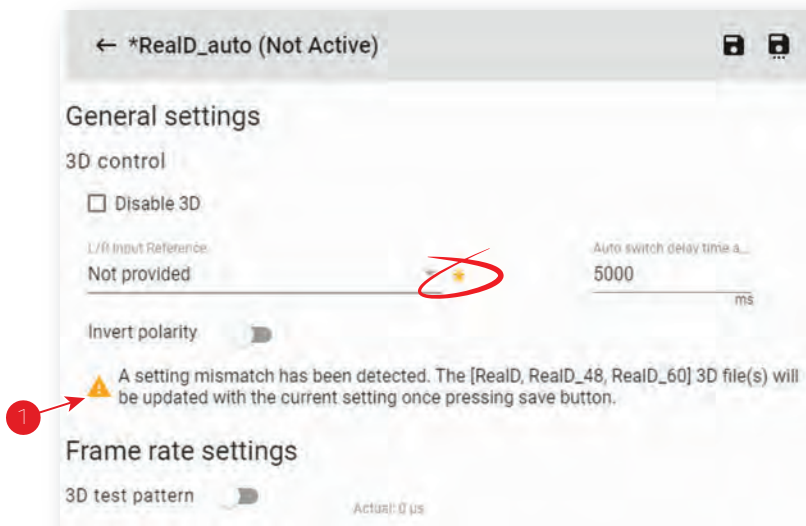 ← *RealD_auto (Not Active)
General settings
3D control
Disable 3D
L/R Input Reference
Auto switch delay time a...
Not provided
*
5000
ms
Invert polarity
A setting mismatch has been detected. The [RealD, RealD_48, RealD_60] 3D file(s) will
be updated with the current setting once pressing save button.
1
Frame rate settings
3D test pattern
Actual: 0 µs